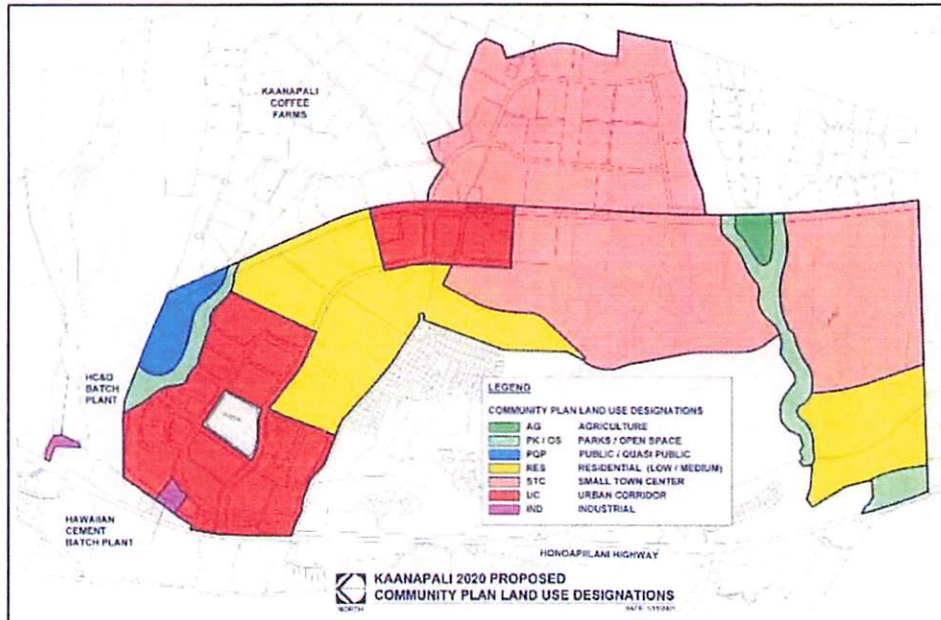 KAANAPALI
COFFEE
FARMS
HC&D
BATCH
PLANT
HAWAIIAN
CEMENT
BATCH PLANT
LEGEND
COMMUNITY PLAN LAND USE DESIGNATIONS
AG AGRICULTURE
PK / OS PARKS / OPEN SPACE
PQP PUBLIC / QUASI PUBLIC
RES RESIDENTIAL (LOW / MEDIUM)
STC SMALL TOWN CENTER
UC URBAN CORRIDOR
IND INDUSTRIAL
HONOAPIILANI HIGHWAY
KAANAPALI 2020 PROPOSED
COMMUNITY PLAN LAND USE DESIGNATIONS
NORTH
DATE: